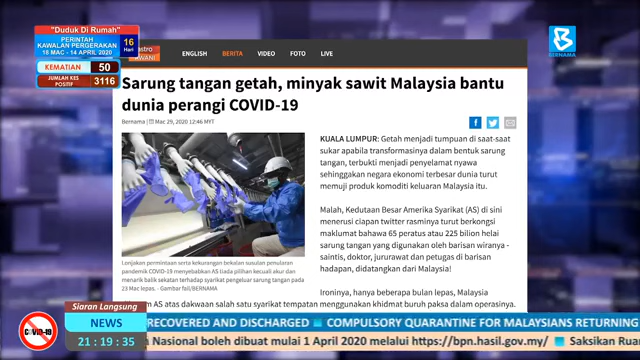 "Duduk Di Rumah"
PERINTAH
KAWALAN PERGERAKAN
18 MAC - 14 APRIL 2020
16
Hari
KEMATIAN 50
JUMLAH KES
POSITIF
3116
astro
AWANI
ENGLISH BERITA VIDEO FOTO LIVE
BERNAMA
Sarung tangan getah, minyak sawit Malaysia bantu
dunia perangi COVID-19
Bernama | Mac 29, 2020 12:46 MYT
KUALA LUMPUR: Getah menjadi tumpuan di saat-saat
sukar apabila transformasinya dalam bentuk sarung
tangan, terbukti menjadi penyelamat nyawa
sehinggakan negara ekonomi terbesar dunia turut
memuji produk komoditi keluaran Malaysia itu.
Malah, Kedutaan Besar Amerika Syarikat (AS) di sini
menerusi ciapan twitter rasminya turut berkongsi
maklumat bahawa 65 peratus atau 225 bilion helai
sarung tangan yang digunakan oleh barisan wiranya -
saintis, doktor, jururawat dan petugas di barisan
hadapan, didatangkan dari Malaysia!
Ironinya, hanya beberapa bulan lepas, Malaysia
AS atas dakwaan salah satu syarikat tempatan menggunakan khidmat buruh paksa dalam operasinya.
Lonjakan permintaan serta kekurangan bekalan susulan penularan
pandemik COVID-19 menyebabkan AS tiada pilihan kecuali akur dan
menarik balik sekatan terhadap syarikat pengeluar sarung tangan pada
23 Mac lepas. - Gambar fail/BERNAMA
COVID-19
Siaran Langsung
NEWS
RECOVERED AND DISCHARGED COMPULSORY QUARANTINE FOR MALAYSIANS RETURNING
21:19:35
Nasional boleh dibuat mulai 1 April 2020 melalui https://bpn.hasil.gov.my/ Saksikan Rua